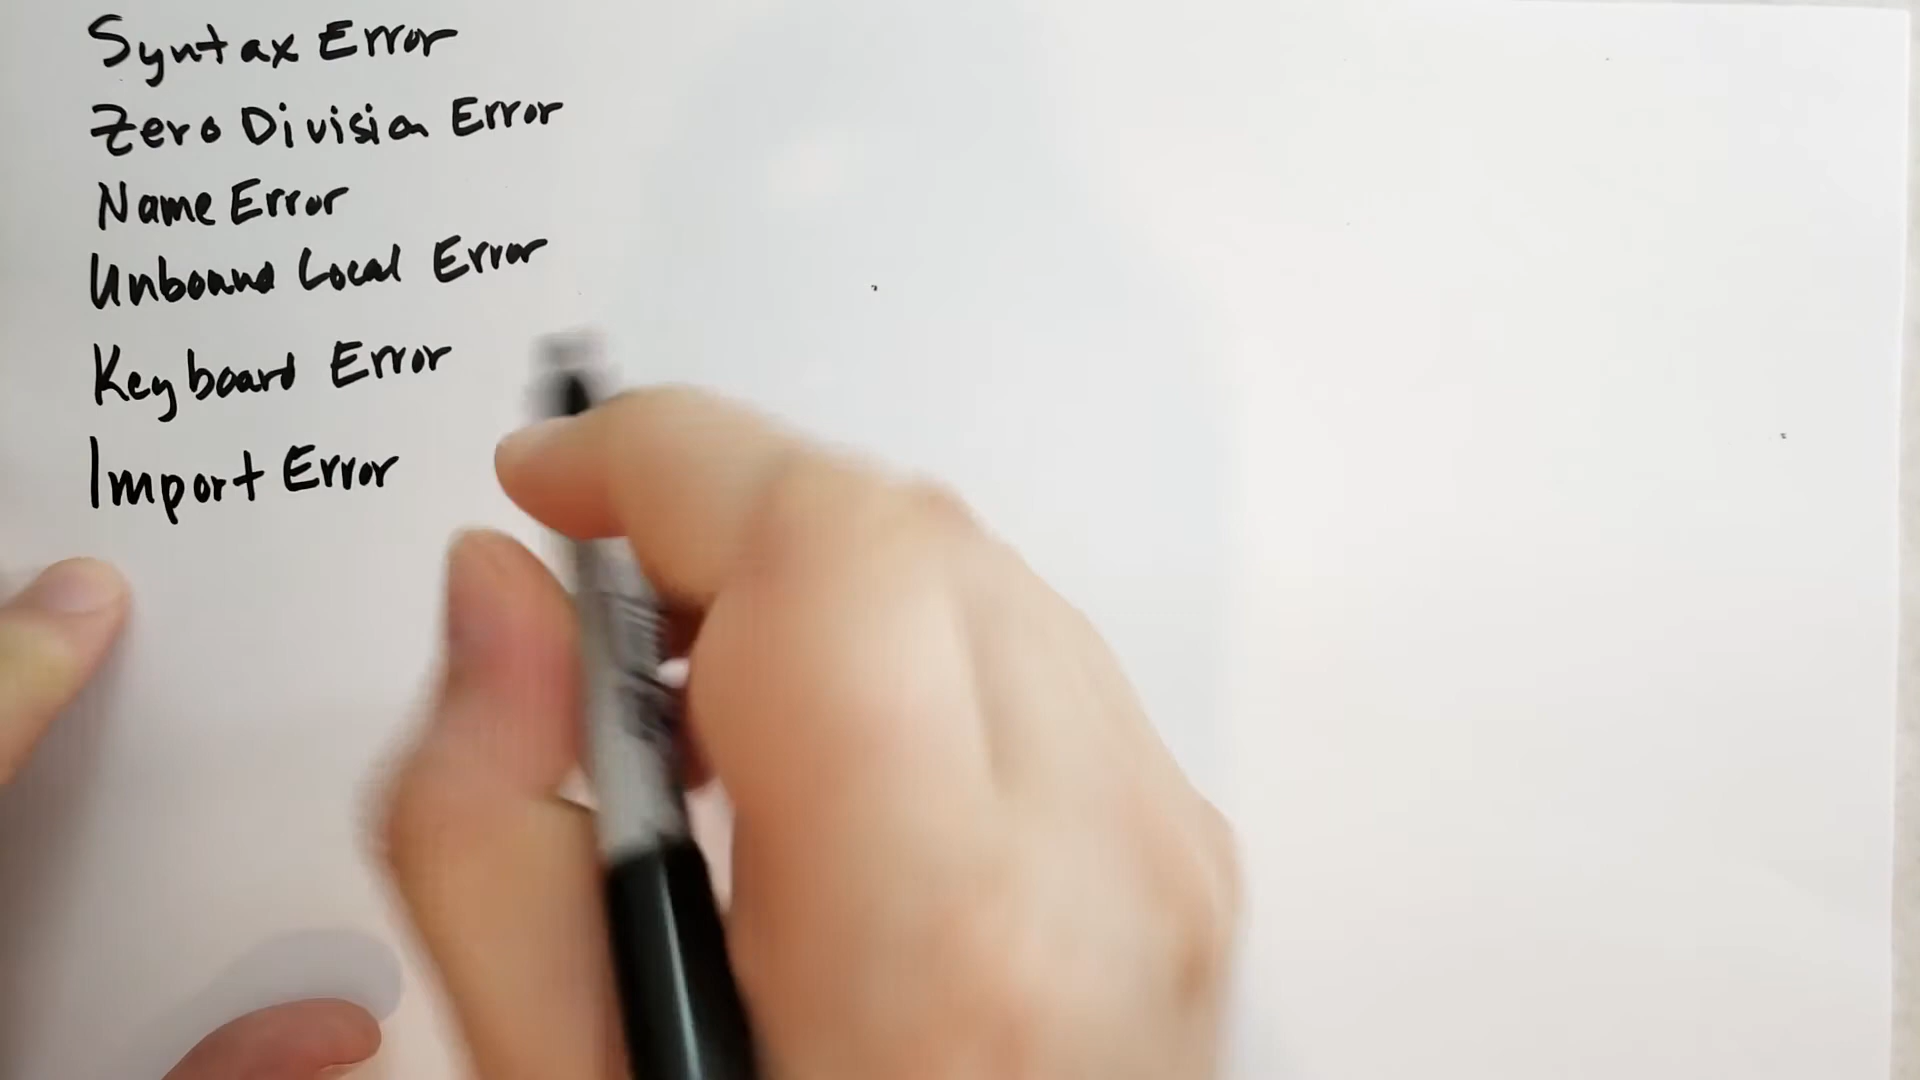 Syntax Error
Zero Division Error
Name Error
Unbound Local Error
Keyboard Error
Import Error